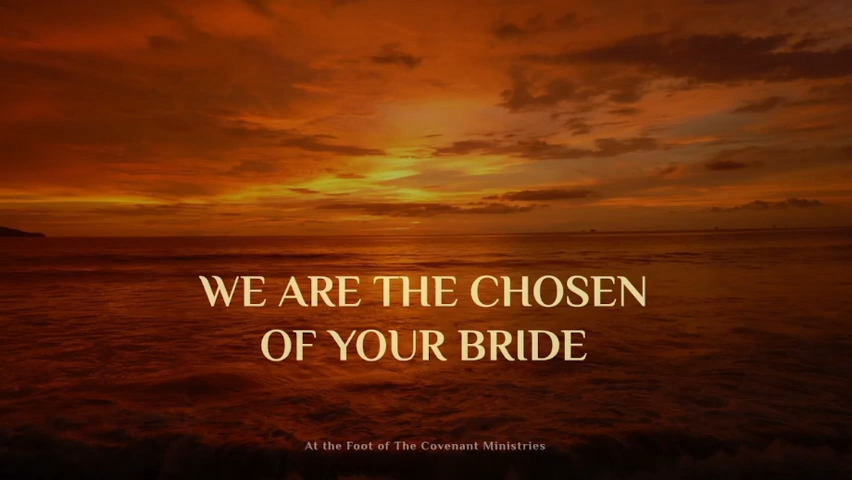 WE ARE THE CHOSEN
OF YOUR BRIDE
At the Foot of The Covenant Ministries